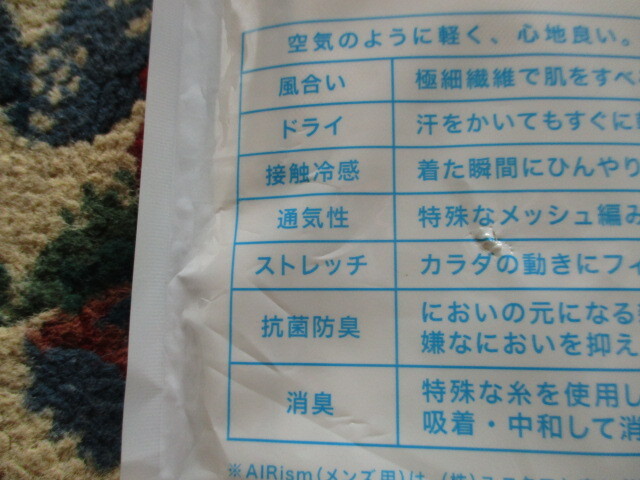 空気のように軽く、心地良い。
風合い 極細繊維で肌をすべ
ドライ 汗をかいてもすぐに
接触冷感 着た瞬間にひんやり
通気性 特殊なメッシュ編み
ストレッチ カラダの動きにフィ
抗菌防臭 においの元になる
嫌なにおいを抑え
消臭 特殊な糸を使用し
吸着・中和して消
※AIRism(メンズ用)は、(株)